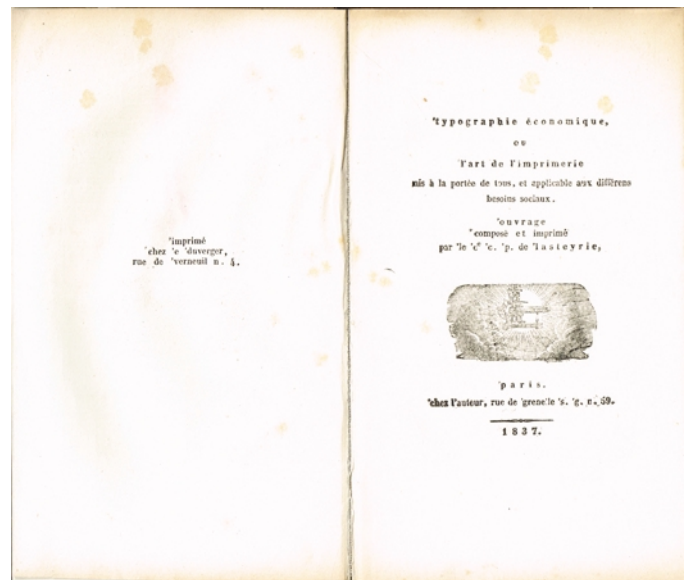 'imprimé
'chez 'e 'duverger,
rue de 'verneuil n. 4.
'typographie économique,
ou
l'art de l'imprimerie
mis à la portée de tous, et applicable aux différens
besoins sociaux.
'ouvrage
'composé et imprimé
par 'le 'cte 'c. 'p. de 'lasteyrie,
'paris.
'chez l'auteur, rue de 'grenelle 's. 'g. n. 59.
1837.